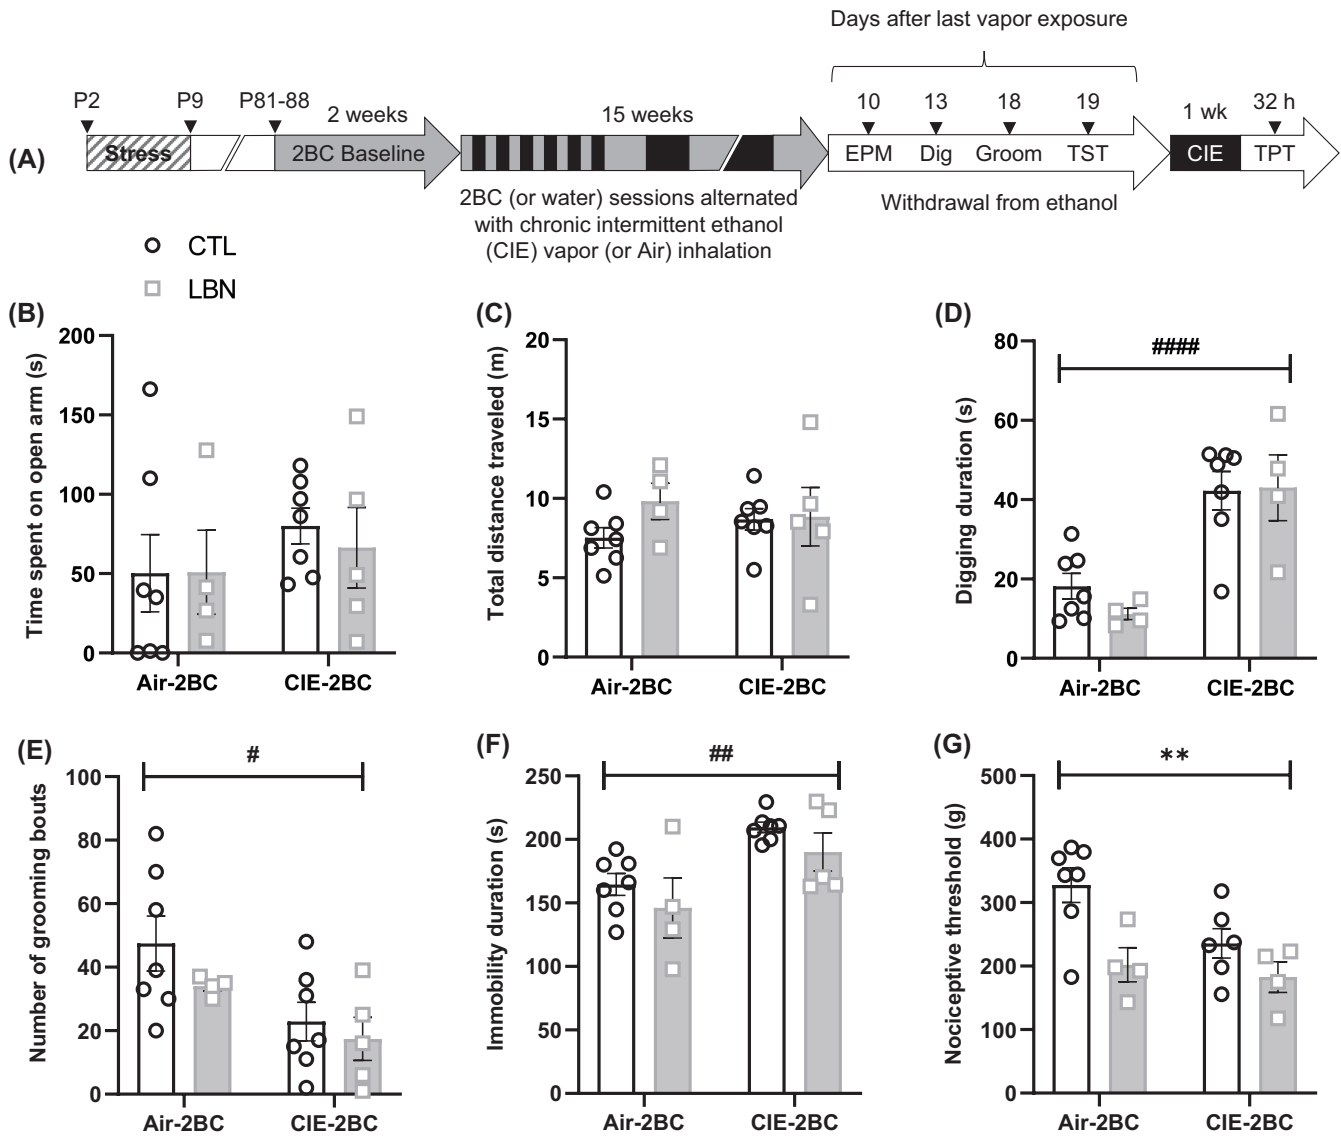 Days after last vapor exposure
P2 P9 P81-88 2 weeks 15 weeks 10 13 18 19 1 wk 32 h
(A) Stress 2BC Baseline EPM Dig Groom TST CIE TPT
2BC (or water) sessions alternated
with chronic intermittent ethanol
(CIE) vapor (or Air) inhalation
Withdrawal from ethanol
CTL
LBN
(B)
Time spent on open arm (s)
200
150
100
50
0
Air-2BC CIE-2BC
(C)
Total distance traveled (m)
20
15
10
5
0
Air-2BC CIE-2BC
(D)
Digging duration (s)
####
80
60
40
20
0
Air-2BC CIE-2BC
(E)
Number of grooming bouts
#
100
80
60
40
20
0
Air-2BC CIE-2BC
(F)
Immobility duration (s)
##
250
200
150
100
50
0
Air-2BC CIE-2BC
(G)
Nociceptive threshold (g)
**
500
400
300
200
100
0
Air-2BC CIE-2BC